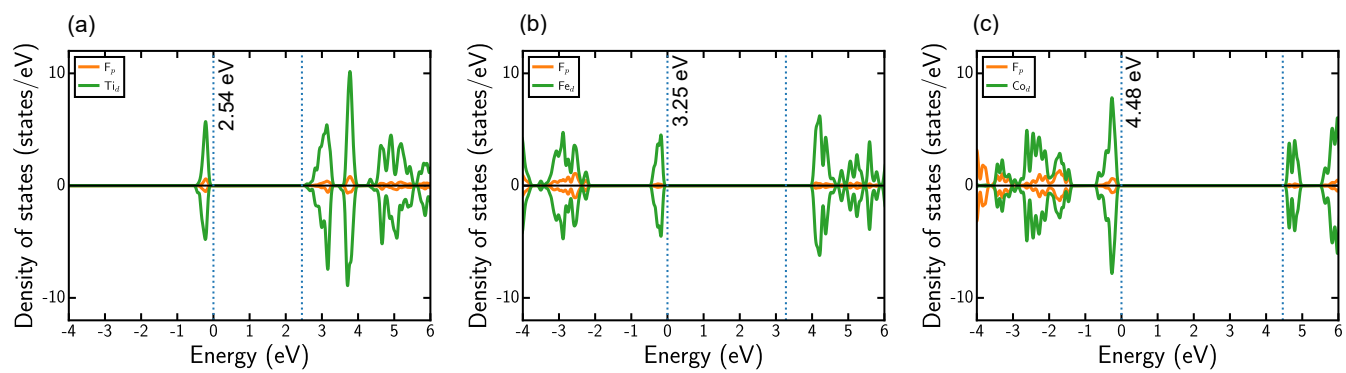 (a)
Density of states (states/eV)
10
0
-10
F_p
Ti_d
2.54 eV
-4 -3 -2 -1 0 1 2 3 4 5 6
Energy (eV)
(b)
Density of states (states/eV)
10
0
-10
F_p
Fe_d
3.25 eV
-4 -3 -2 -1 0 1 2 3 4 5 6
Energy (eV)
(c)
Density of states (states/eV)
10
0
-10
F_p
Co_d
4.48 eV
-4 -3 -2 -1 0 1 2 3 4 5 6
Energy (eV)